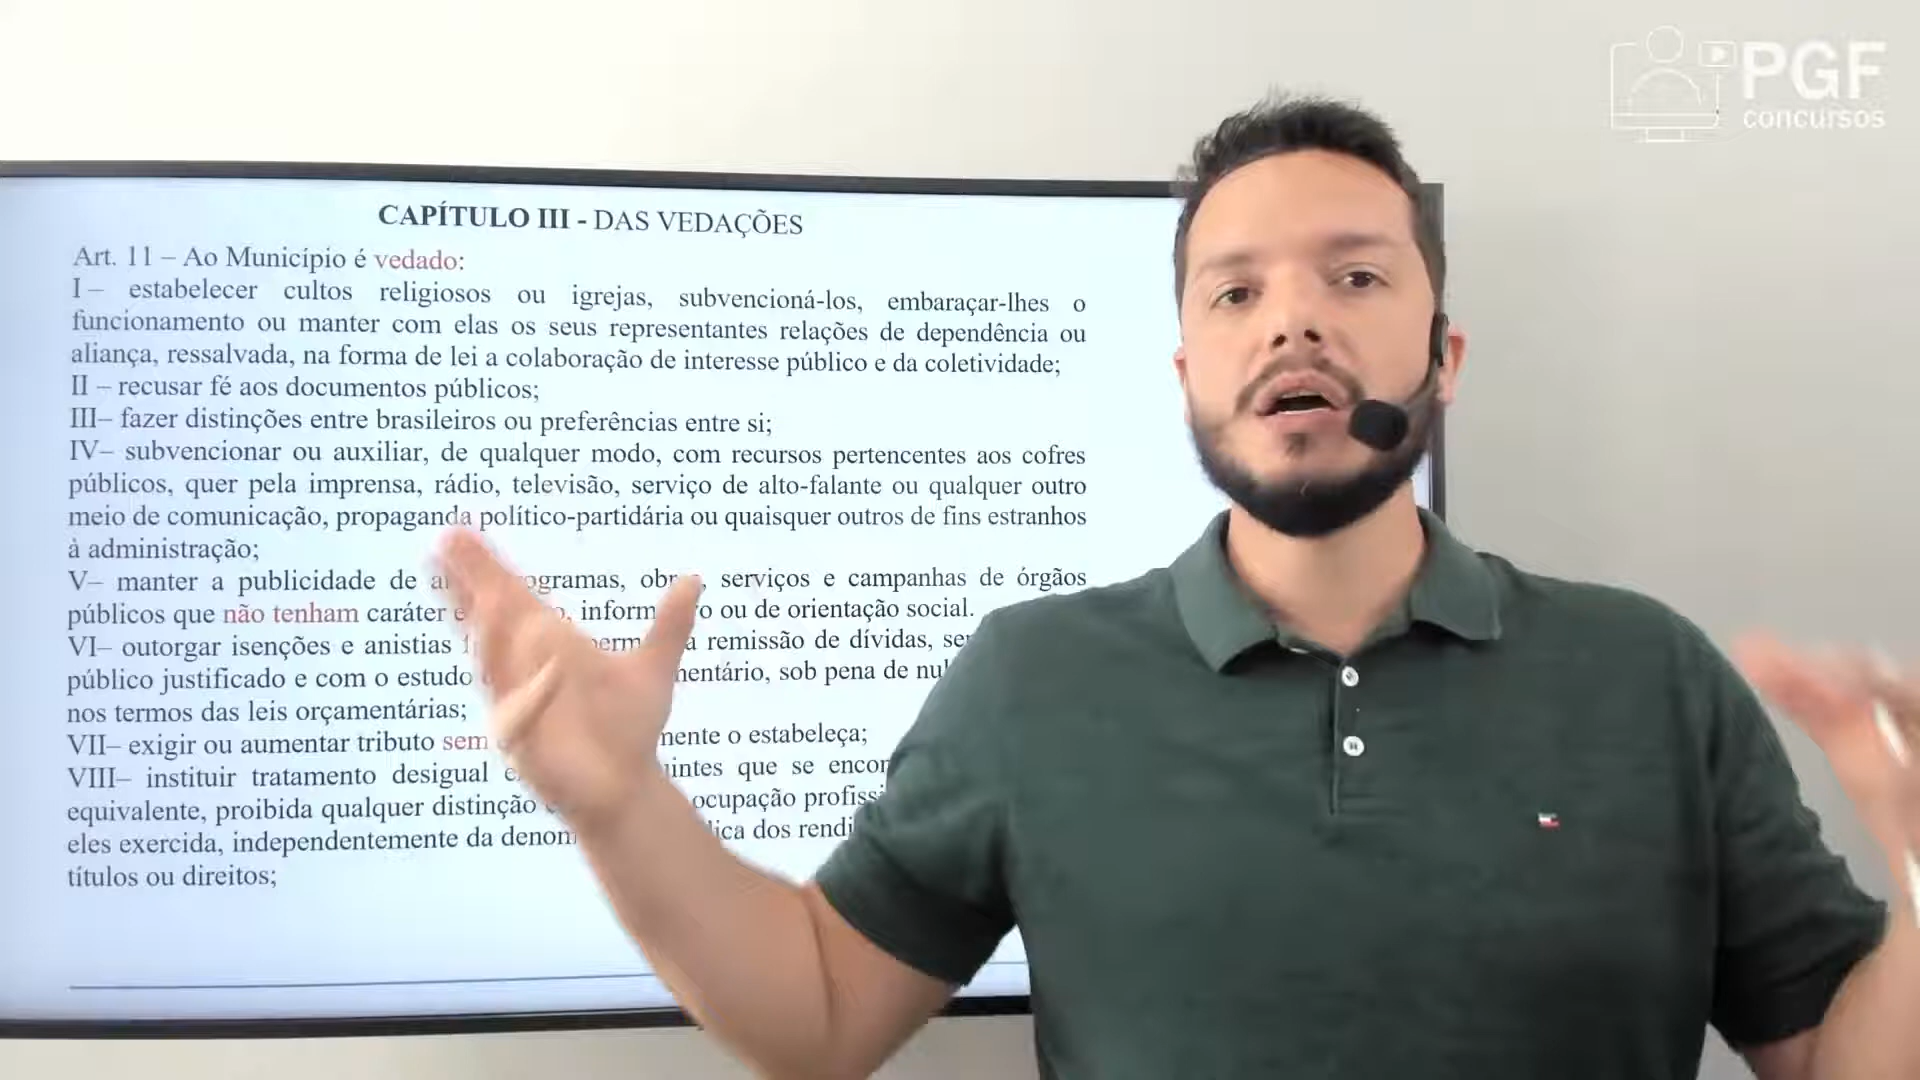 PGF
concursos
CAPÍTULO III - DAS VEDAÇÕES
Art. 11 – Ao Município é vedado:
I – estabelecer cultos religiosos ou igrejas, subvencioná-los, embaraçar-lhes o
funcionamento ou manter com elas os seus representantes relações de dependência ou
aliança, ressalvada, na forma de lei a colaboração de interesse público e da coletividade;
II – recusar fé aos documentos públicos;
III– fazer distinções entre brasileiros ou preferências entre si;
IV– subvencionar ou auxiliar, de qualquer modo, com recursos pertencentes aos cofres
públicos, quer pela imprensa, rádio, televisão, serviço de alto-falante ou qualquer outro
meio de comunicação, propaganda político-partidária ou quaisquer outros de fins estranhos
à administração;
V– manter a publicidade de serviços e campanhas de órgãos
públicos que não tenham caráter ou de orientação social.
VI– outorgar isenções e anistias a remissão de dívidas,
público justificado e com o estudo sob pena de
nos termos das leis orçamentárias;
VII– exigir ou aumentar tributo sem o estabeleça;
VIII– instituir tratamento desigual que se
equivalente, proibida qualquer distinção ocupação
eles exercida, independentemente da dos
títulos ou direitos;